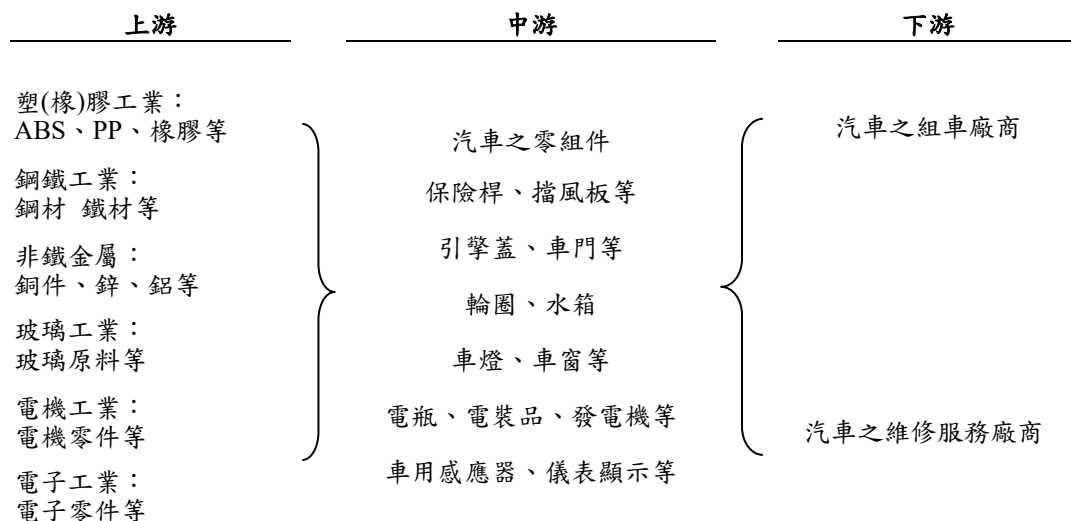 上游
中游
下游
塑(橡)膠工業：
ABS、PP、橡膠等
鋼鐵工業：
鋼材 鐵材等
非鐵金屬：
銅件、鋅、鋁等
玻璃工業：
玻璃原料等
電機工業：
電機零件等
電子工業：
電子零件等
汽車之零組件
保險桿、擋風板等
引擎蓋、車門等
輪圈、水箱
車燈、車窗等
電瓶、電裝品、發電機等
車用感應器、儀表顯示等
汽車之組車廠商
汽車之維修服務廠商